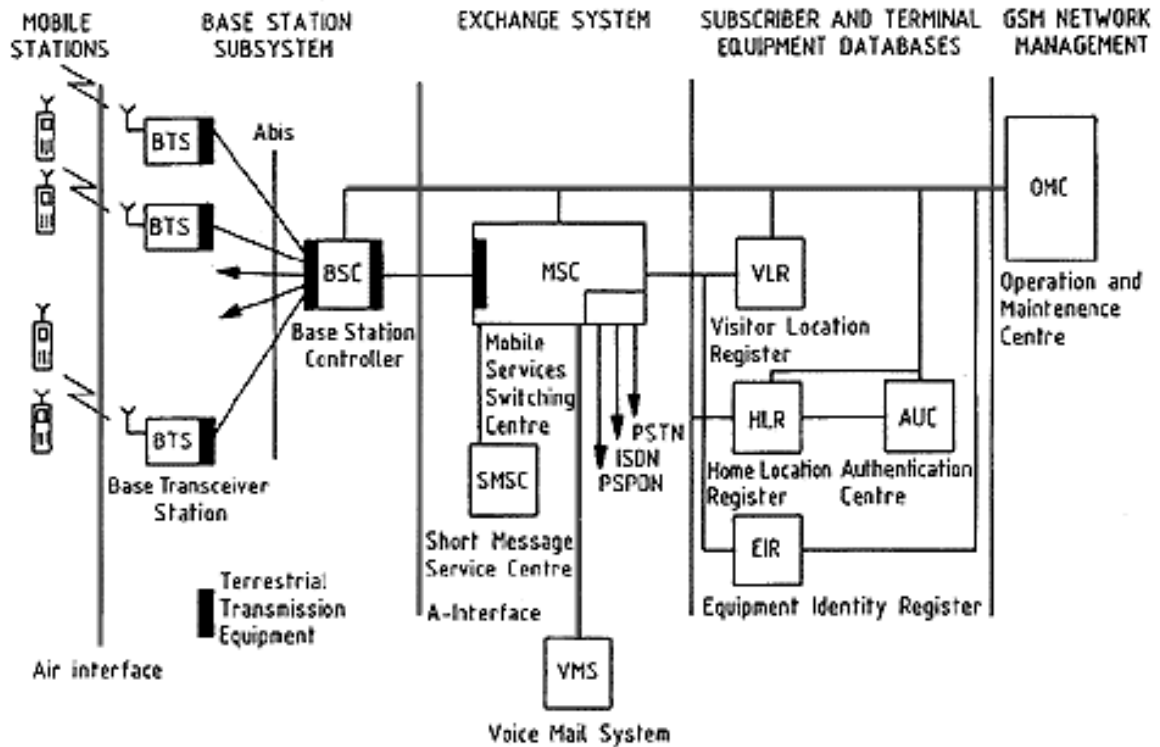 MOBILE
STATIONS
BASE STATION
SUBSYSTEM
EXCHANGE SYSTEM
SUBSCRIBER AND TERMINAL
EQUIPMENT DATABASES
GSM NETWORK
MANAGEMENT
BTS
Abis
BTS
BSC
Base Station
Controller
BTS
Base Transceiver
Station
MSC
Mobile
Services
Switching
Centre
PSTN
ISDN
PSPDN
SMSC
Short Message
Service Centre
A-Interface
VMS
Voice Mail System
VLR
Visitor Location
Register
HLR
Home Location
Register
AUC
Authentication
Centre
EIR
Equipment Identity Register
OMC
Operation and
Maintenence
Centre
Terrestrial
Transmission
Equipment
Air interface